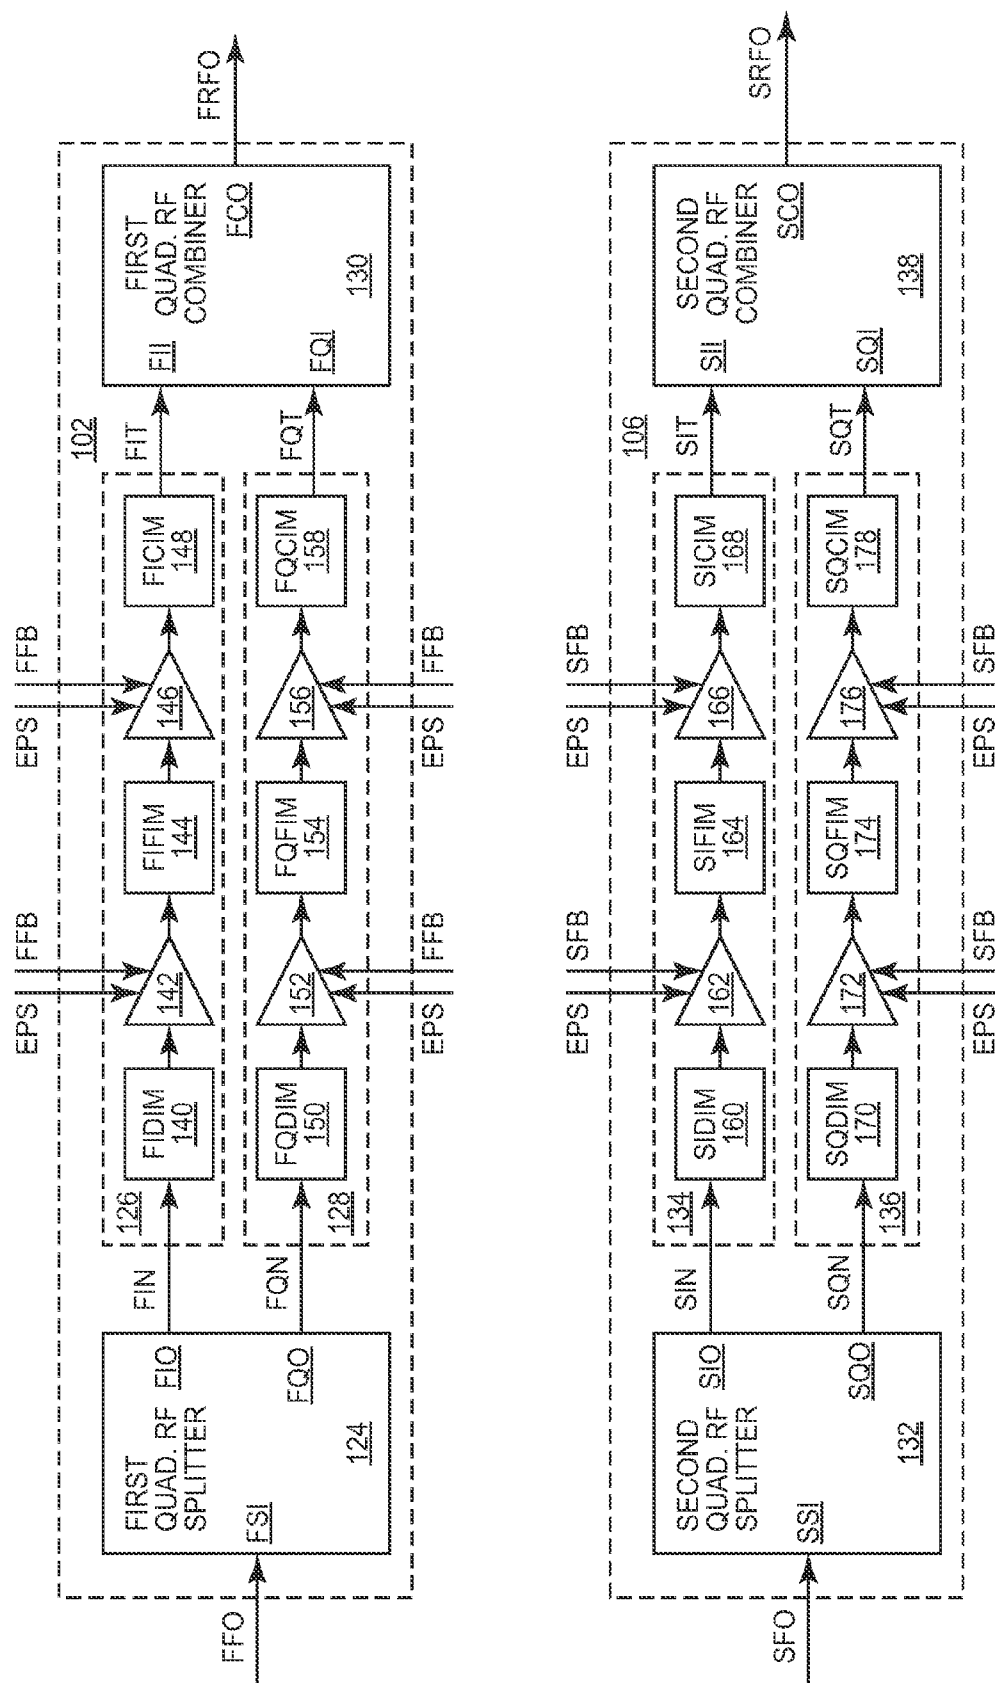 FFO
FIRST
QUAD. RF
SPLITTER
FSI
FIO
FQO
124
FIN
FQN
126
FIDIM
140
EPS
FFB
142
FIFIM
144
EPS
FFB
146
FICIM
148
128
FQDIM
150
152
EPS
FFB
FQFIM
154
156
EPS
FFB
FQCIM
158
102
FIT
FQT
FIRST
QUAD. RF
COMBINER
FII
FCO
FQI
130
FRFO
SFO
SECOND
QUAD. RF
SPLITTER
SSI
SIO
SQO
132
SIN
SQN
134
SIDIM
160
EPS
SFB
162
SIFIM
164
EPS
SFB
166
SICIM
168
136
SQDIM
170
172
EPS
SFB
SQFIM
174
176
EPS
SFB
SQCIM
178
106
SIT
SQT
SECOND
QUAD. RF
COMBINER
SII
SCO
SQI
138
SRFO